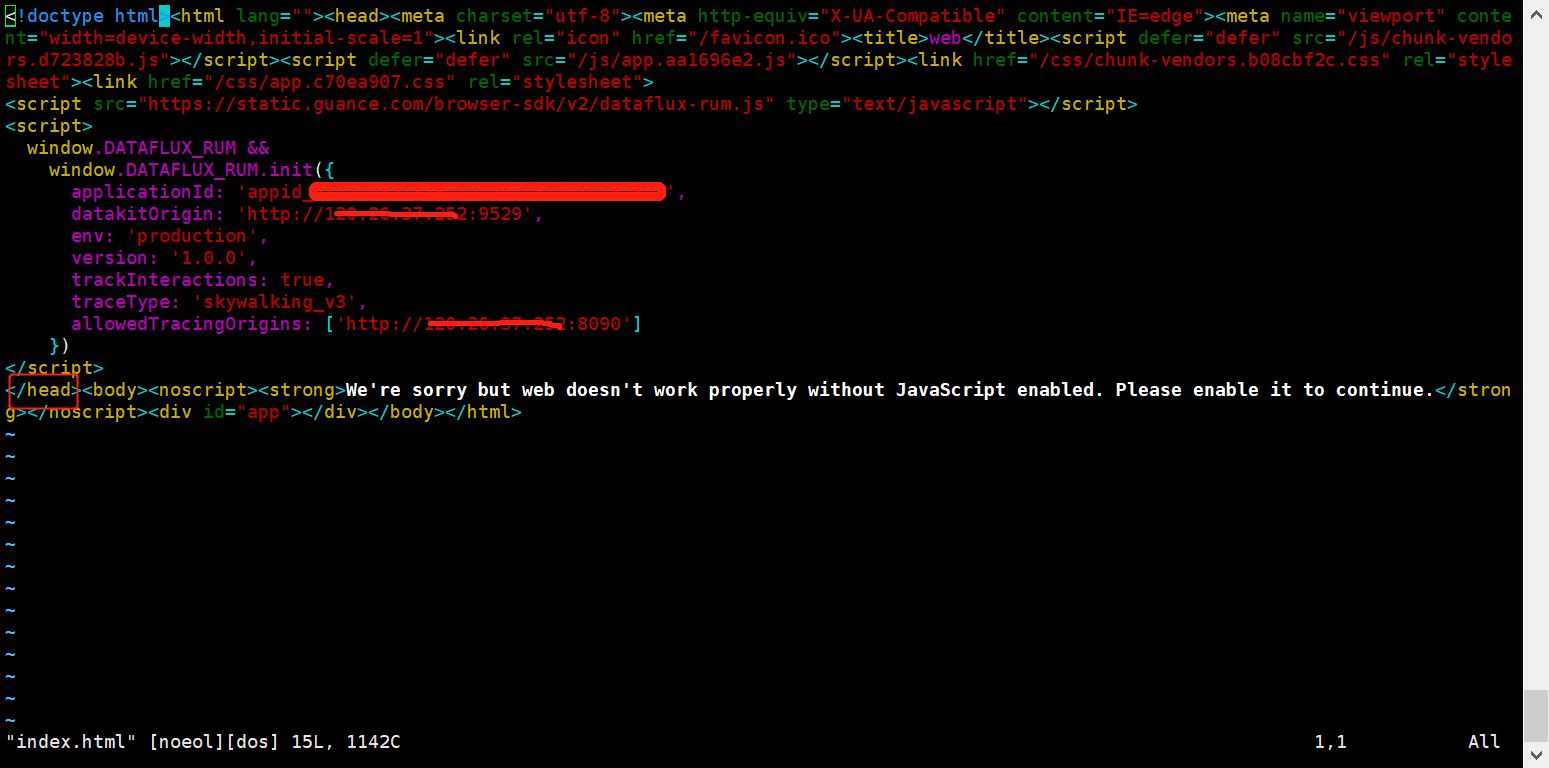 <!doctype html><html lang=""><head><meta charset="utf-8"><meta http-equiv="X-UA-Compatible" content="IE=edge"><meta name="viewport" conte
nt="width=device-width,initial-scale=1"><link rel="icon" href="/favicon.ico"><title>web</title><script defer="defer" src="/js/chunk-vendo
rs.d723828b.js"></script><script defer="defer" src="/js/app.aa1696e2.js"></script><link href="/css/chunk-vendors.b08cbf2c.css" rel="style
sheet"><link href="/css/app.c70ea907.css" rel="stylesheet">
<script src="https://static.guance.com/browser-sdk/v2/dataflux-rum.js" type="text/javascript"></script>
<script>
window.DATAFLUX_RUM &&
window.DATAFLUX_RUM.init({
applicationId: 'appid_',
datakitOrigin: 'http://:9529',
env: 'production',
version: '1.0.0',
trackInteractions: true,
traceType: 'skywalking_v3',
allowedTracingOrigins: ['http://:8090']
})
</script>
</head><body><noscript><strong>We're sorry but web doesn't work properly without JavaScript enabled. Please enable it to continue.</stron
g></noscript><div id="app"></div></body></html>
~
~
~
~
~
~
~
~
~
~
~
~
~
~
"index.html" [noeol][dos] 15L, 1142C 1,1 All